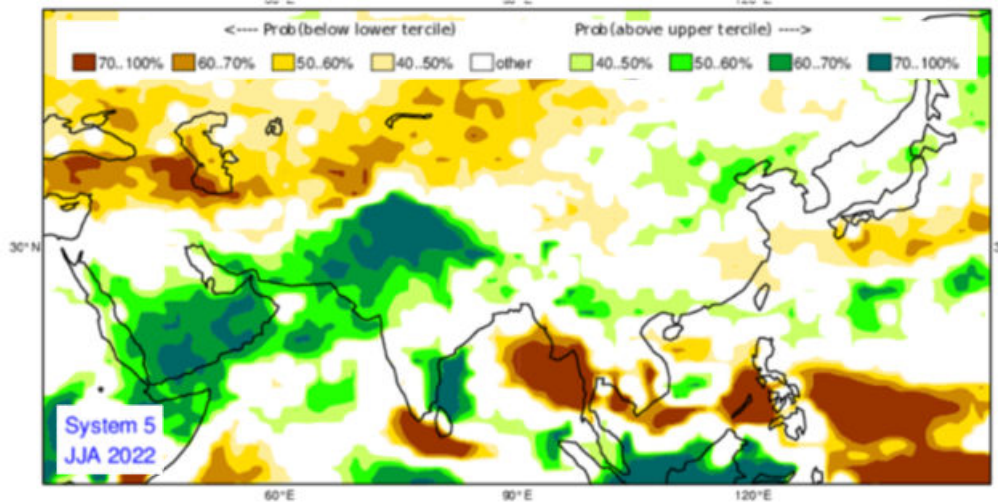 <---- Prob(below lower tercile) Prob(above upper tercile) ---->
70..100% 60..70% 50..60% 40..50% other 40..50% 50..60% 60..70% 70..100%
30°N
System 5
JJA 2022
60°E 90°E 120°E